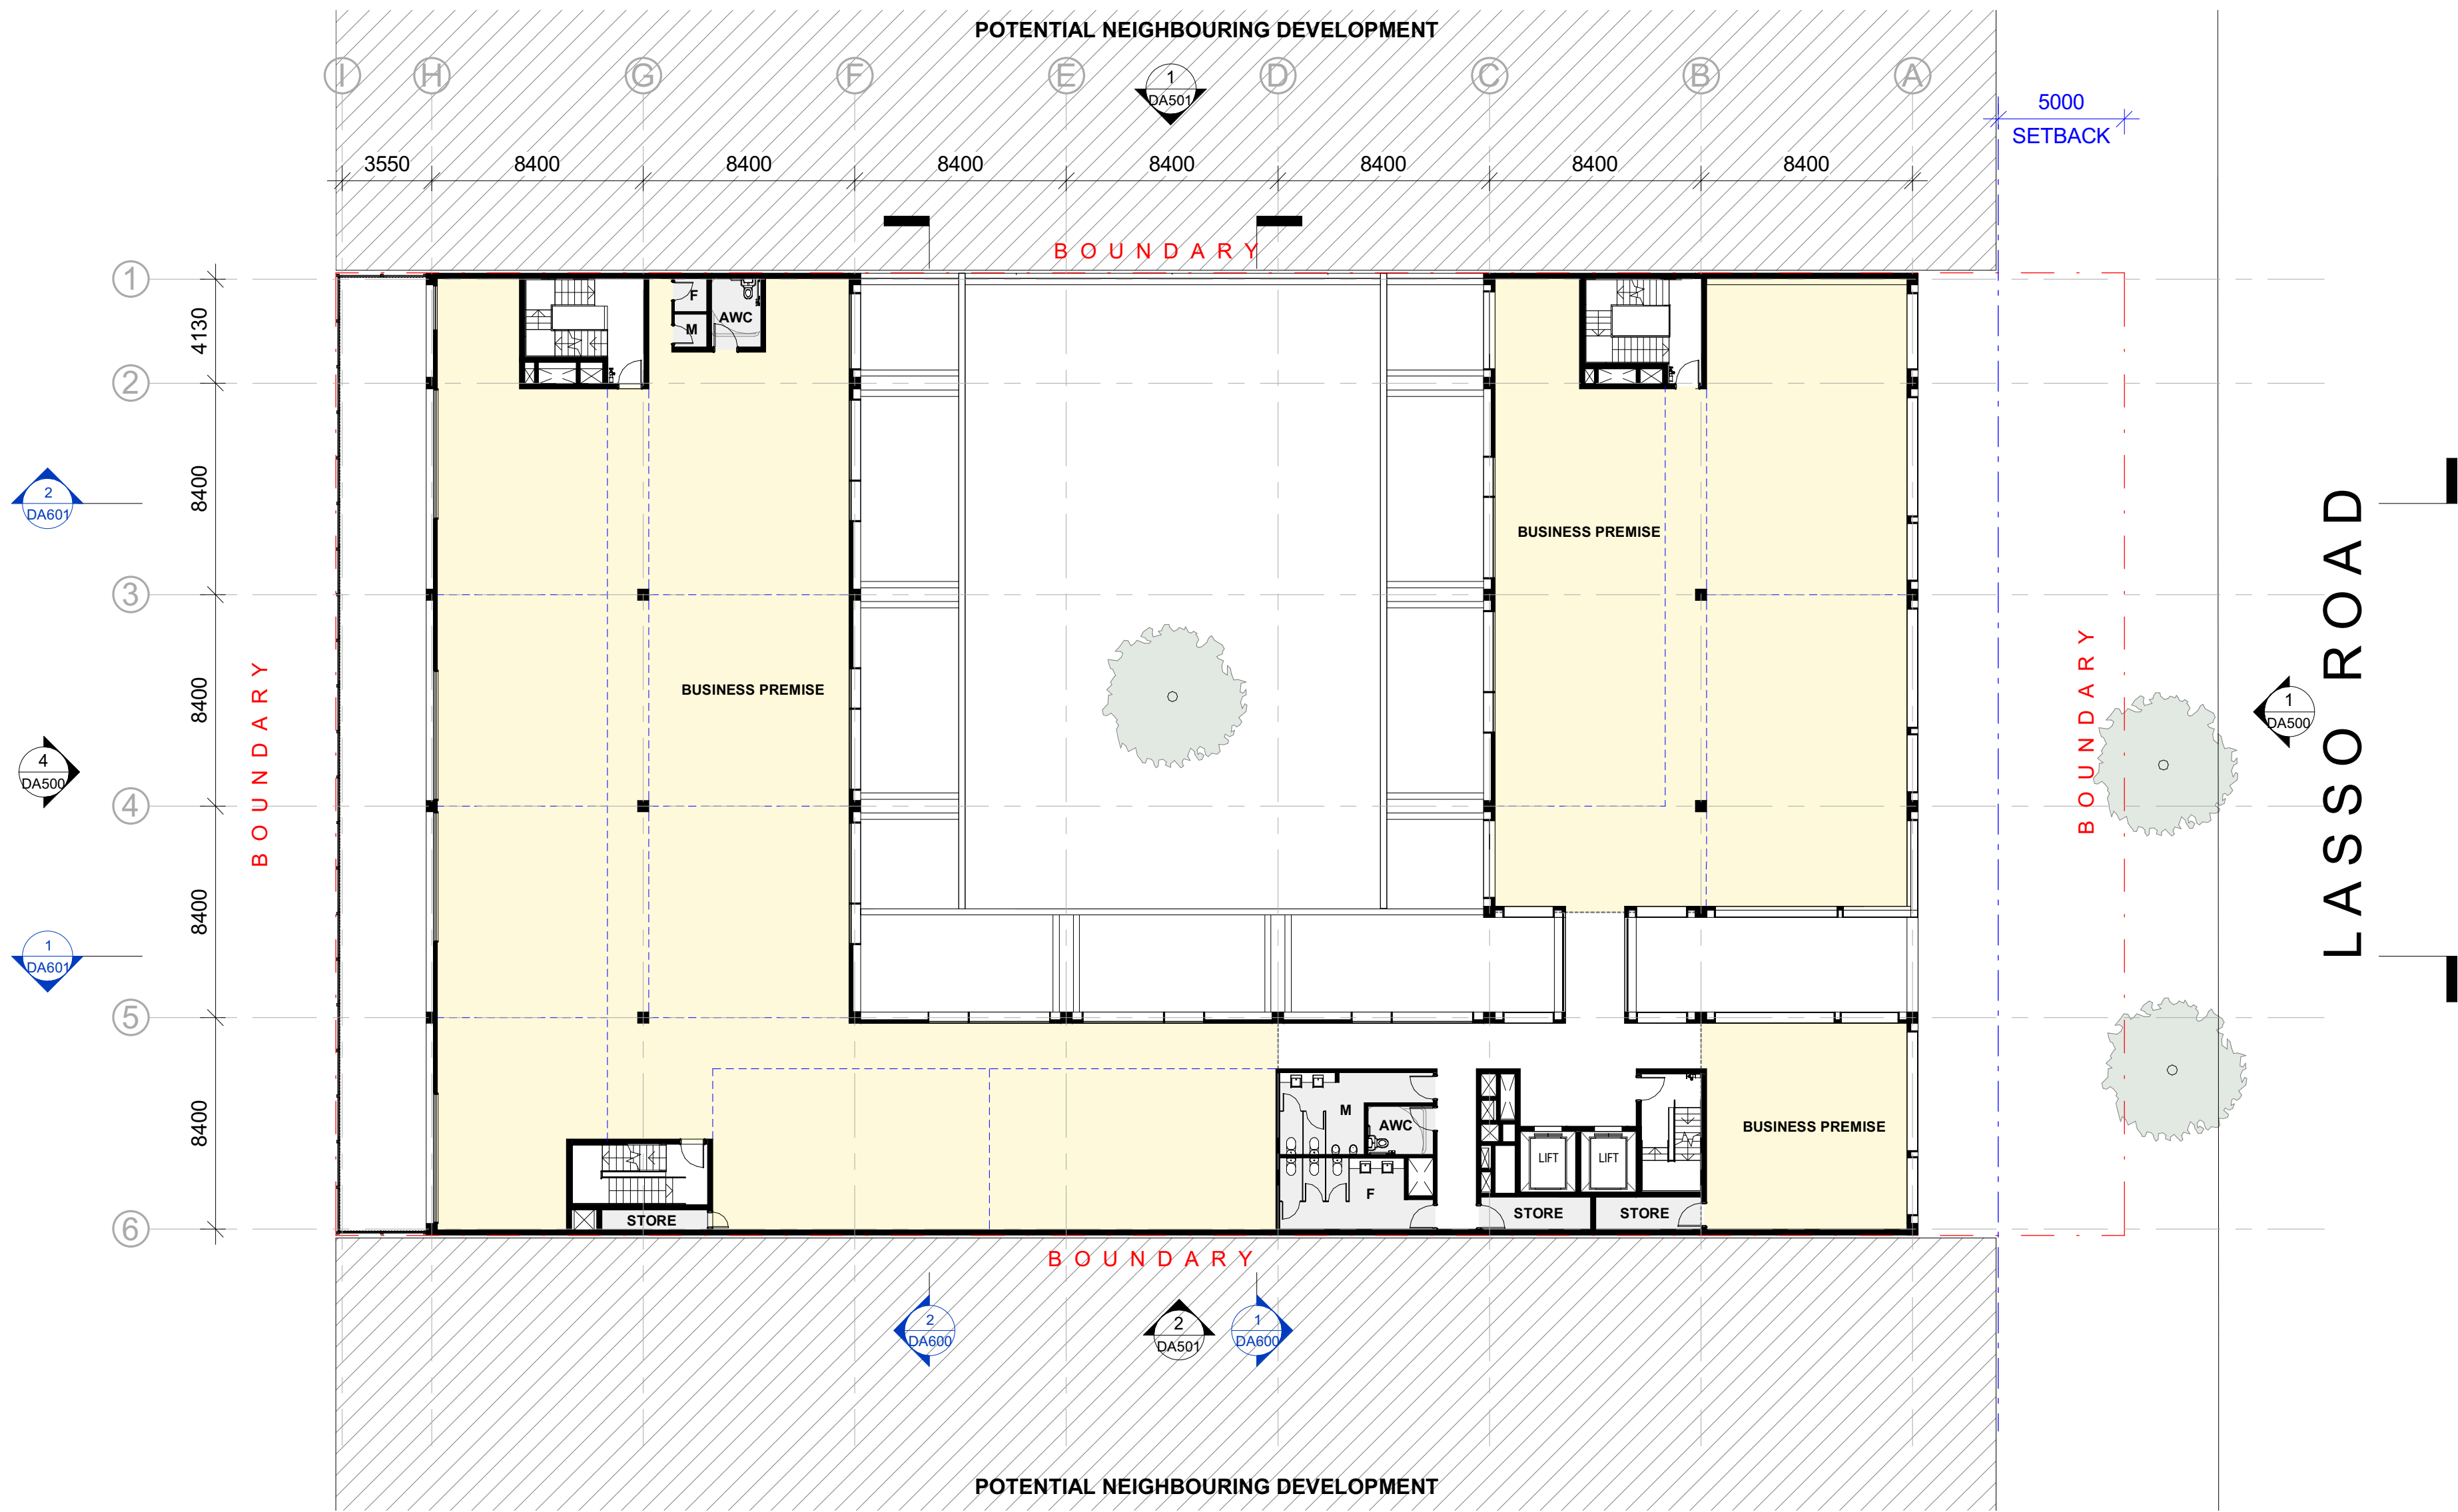 POTENTIAL NEIGHBOURING DEVELOPMENT
I H G F E D C B A
1
DA501
5000
SETBACK
3550 8400 8400 8400 8400 8400 8400 8400
BOUNDARY
1
4130
2
8400
3
8400
4
8400
5
8400
6
F
M
AWC
2
DA601
BUSINESS PREMISE
BUSINESS PREMISE
BOUNDARY
BOUNDARY
LASSO ROAD
1
DA500
4
DA500
1
DA601
M
AWC
F
LIFT
LIFT
BUSINESS PREMISE
STORE
STORE
STORE
BOUNDARY
2
DA600
2
DA501
1
DA600
POTENTIAL NEIGHBOURING DEVELOPMENT